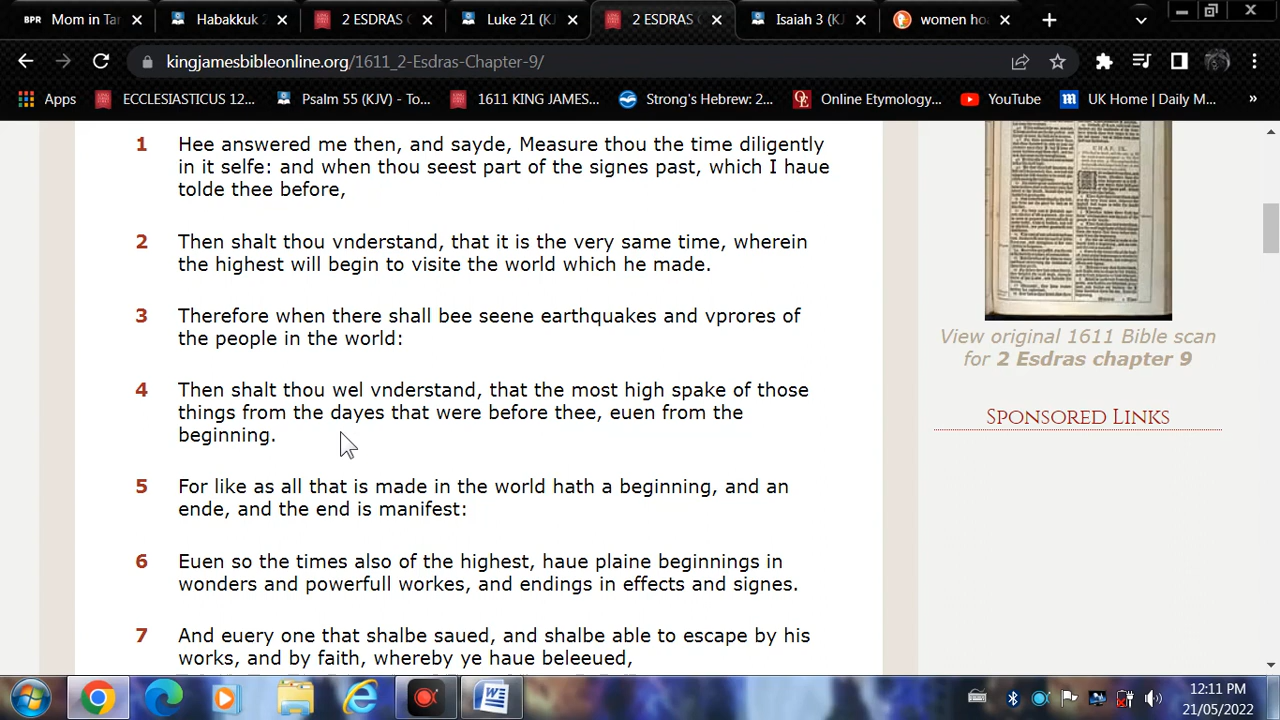 BPR Mom in Tar
Habakkuk 2
2 ESDRAS C
Luke 21 (KJ
2 ESDRAS C
Isaiah 3 (KJ
women ho
kingjamesbibleonline.org/1611_2-Esdras-Chapter-9/
Apps
ECCLESIASTICUS 12...
Psalm 55 (KJV) - To...
1611 KING JAMES...
Strong's Hebrew: 2...
Online Etymology...
YouTube
UK Home | Daily M...
»
1 Hee answered me then, and sayde, Measure thou the time diligently
in it selfe: and when thou seest part of the signes past, which I haue
tolde thee before,
2 Then shalt thou vnderstand, that it is the very same time, wherein
the highest will begin to visite the world which he made.
3 Therefore when there shall bee seene earthquakes and vprores of
the people in the world:
4 Then shalt thou wel vnderstand, that the most high spake of those
things from the dayes that were before thee, euen from the
beginning.
5 For like as all that is made in the world hath a beginning, and an
ende, and the end is manifest:
6 Euen so the times also of the highest, haue plaine beginnings in
wonders and powerfull workes, and endings in effects and signes.
7 And euery one that shalbe saued, and shalbe able to escape by his
works, and by faith, whereby ye haue beleeued,
View original 1611 Bible scan
for 2 Esdras chapter 9
SPONSORED LINKS
12:11 PM
21/05/2022